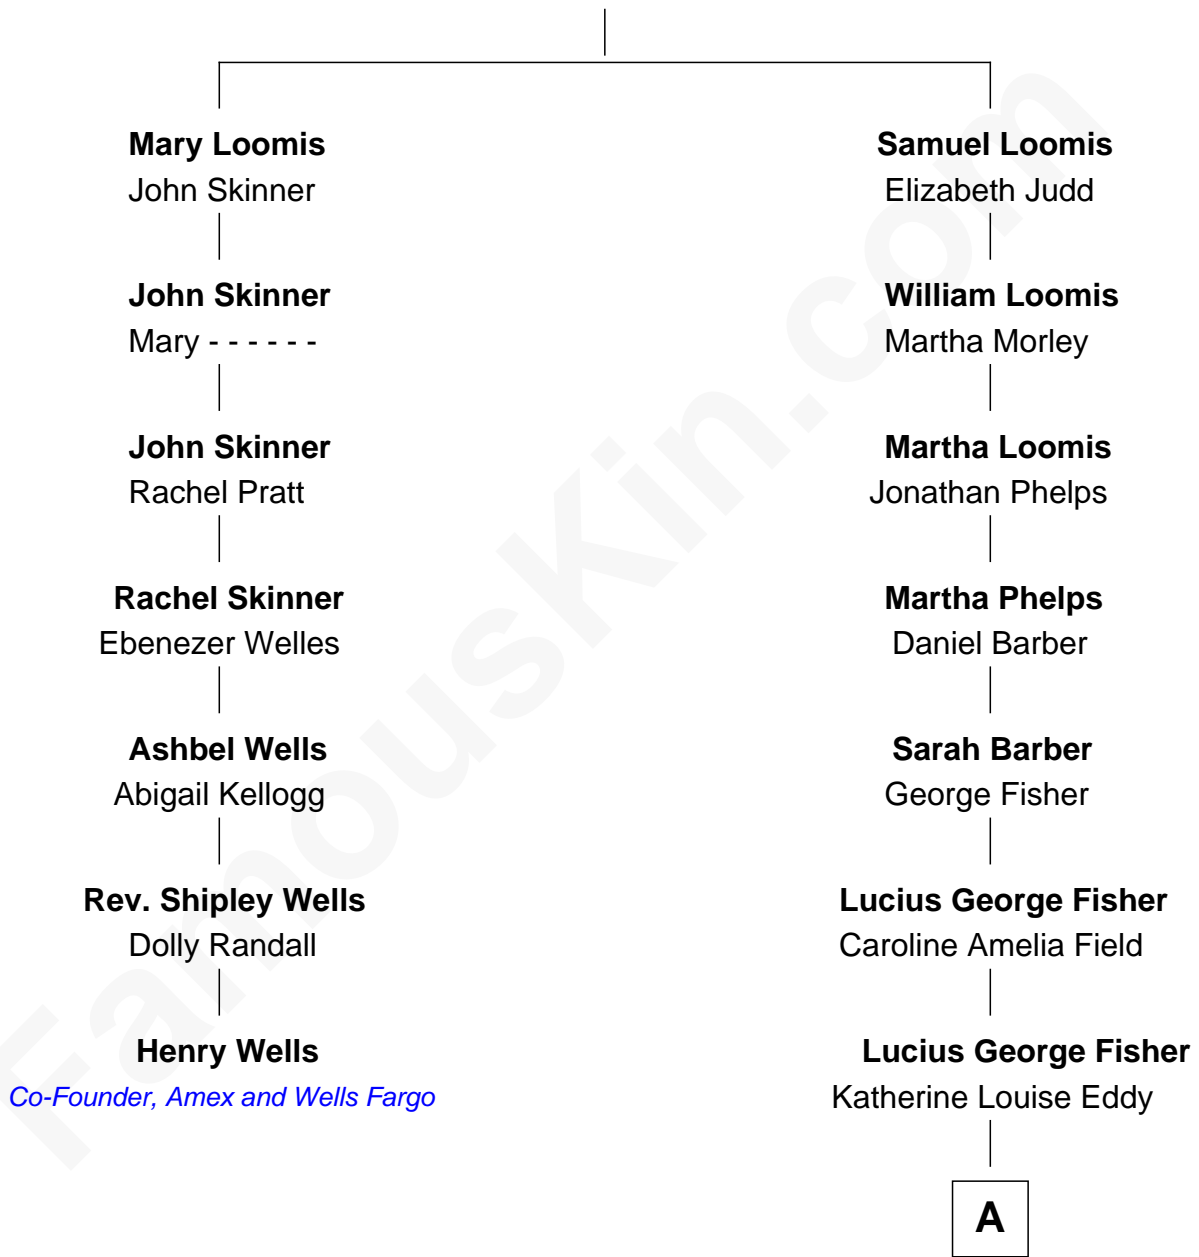 Mary Loomis
John Skinner
John Skinner
Mary - - - - - -
John Skinner
Rachel Pratt
Rachel Skinner
Ebenezer Welles
Ashbel Wells
Abigail Kellogg
Rev. Shipley Wells
Dolly Randall
Henry Wells
Co-Founder, Amex and Wells Fargo
Samuel Loomis
Elizabeth Judd
William Loomis
Martha Morley
Martha Loomis
Jonathan Phelps
Martha Phelps
Daniel Barber
Sarah Barber
George Fisher
Lucius George Fisher
Caroline Amelia Field
Lucius George Fisher
Katherine Louise Eddy
A
FamousKin.com